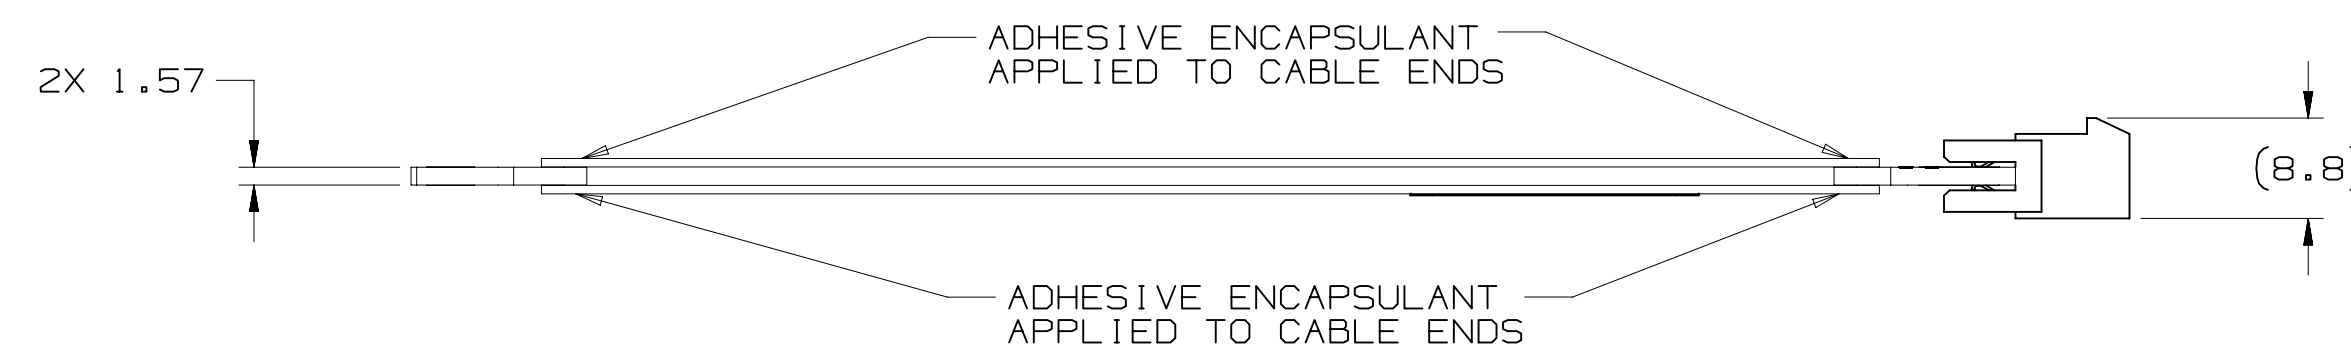 ADHESIVE ENCAPSULANT
APPLIED TO CABLE ENDS
2X 1.57
(8.8)
ADHESIVE ENCAPSULANT
APPLIED TO CABLE ENDS